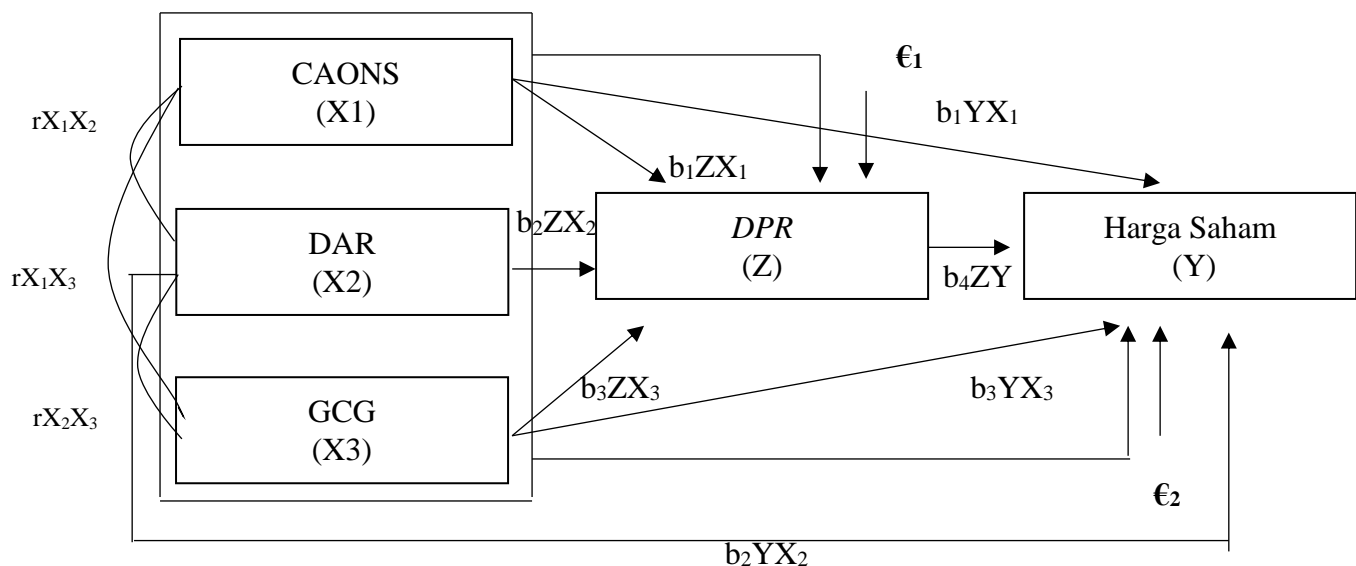 CAONS
(X1)
€₁
rX₁X₂
b₁YX₁
b₁ZX₁
DAR
(X2)
b₂ZX₂
DPR
(Z)
b₄ZY
Harga Saham
(Y)
rX₁X₃
GCG
(X3)
b₃ZX₃
b₃YX₃
rX₂X₃
€₂
b₂YX₂